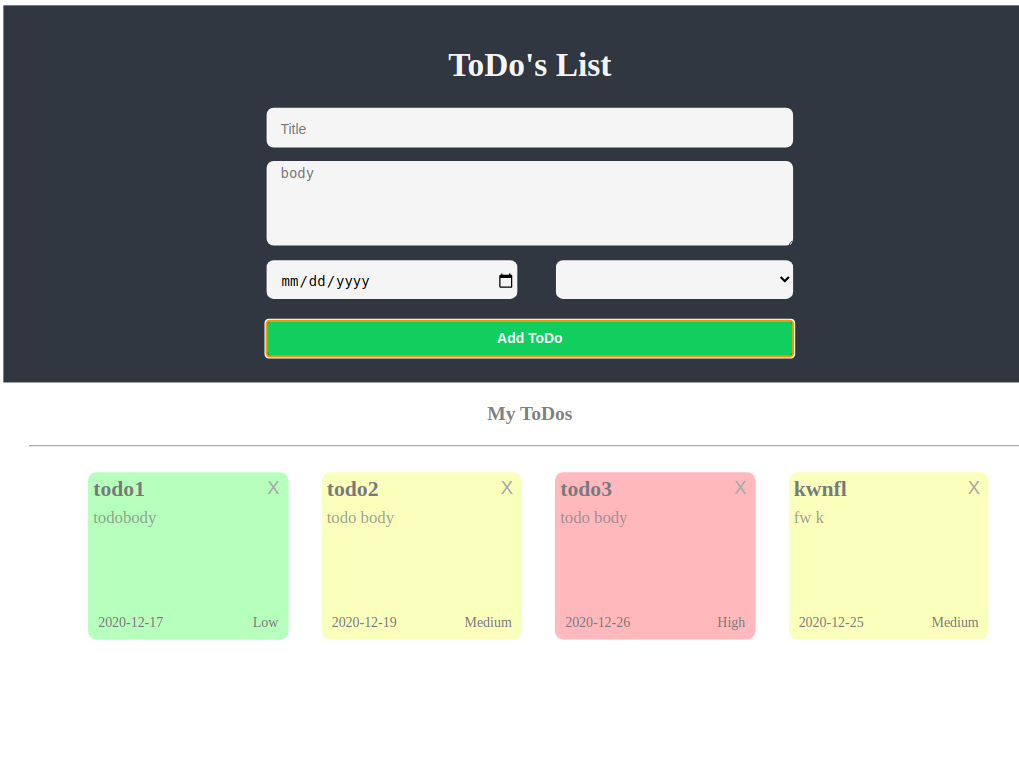 ToDo's List
Title
body
mm/dd/yyyy
Add ToDo
My ToDos
todo1 X
todobody
2020-12-17 Low
todo2 X
todo body
2020-12-19 Medium
todo3 X
todo body
2020-12-26 High
kwnfl X
fw k
2020-12-25 Medium